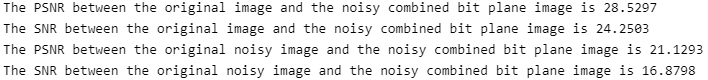 The PSNR between the original image and the noisy combined bit plane image is 28.5297
The SNR between the original image and the noisy combined bit plane image is 24.2503
The PSNR between the original noisy image and the noisy combined bit plane image is 21.1293
The SNR between the original noisy image and the noisy combined bit plane image is 16.8798